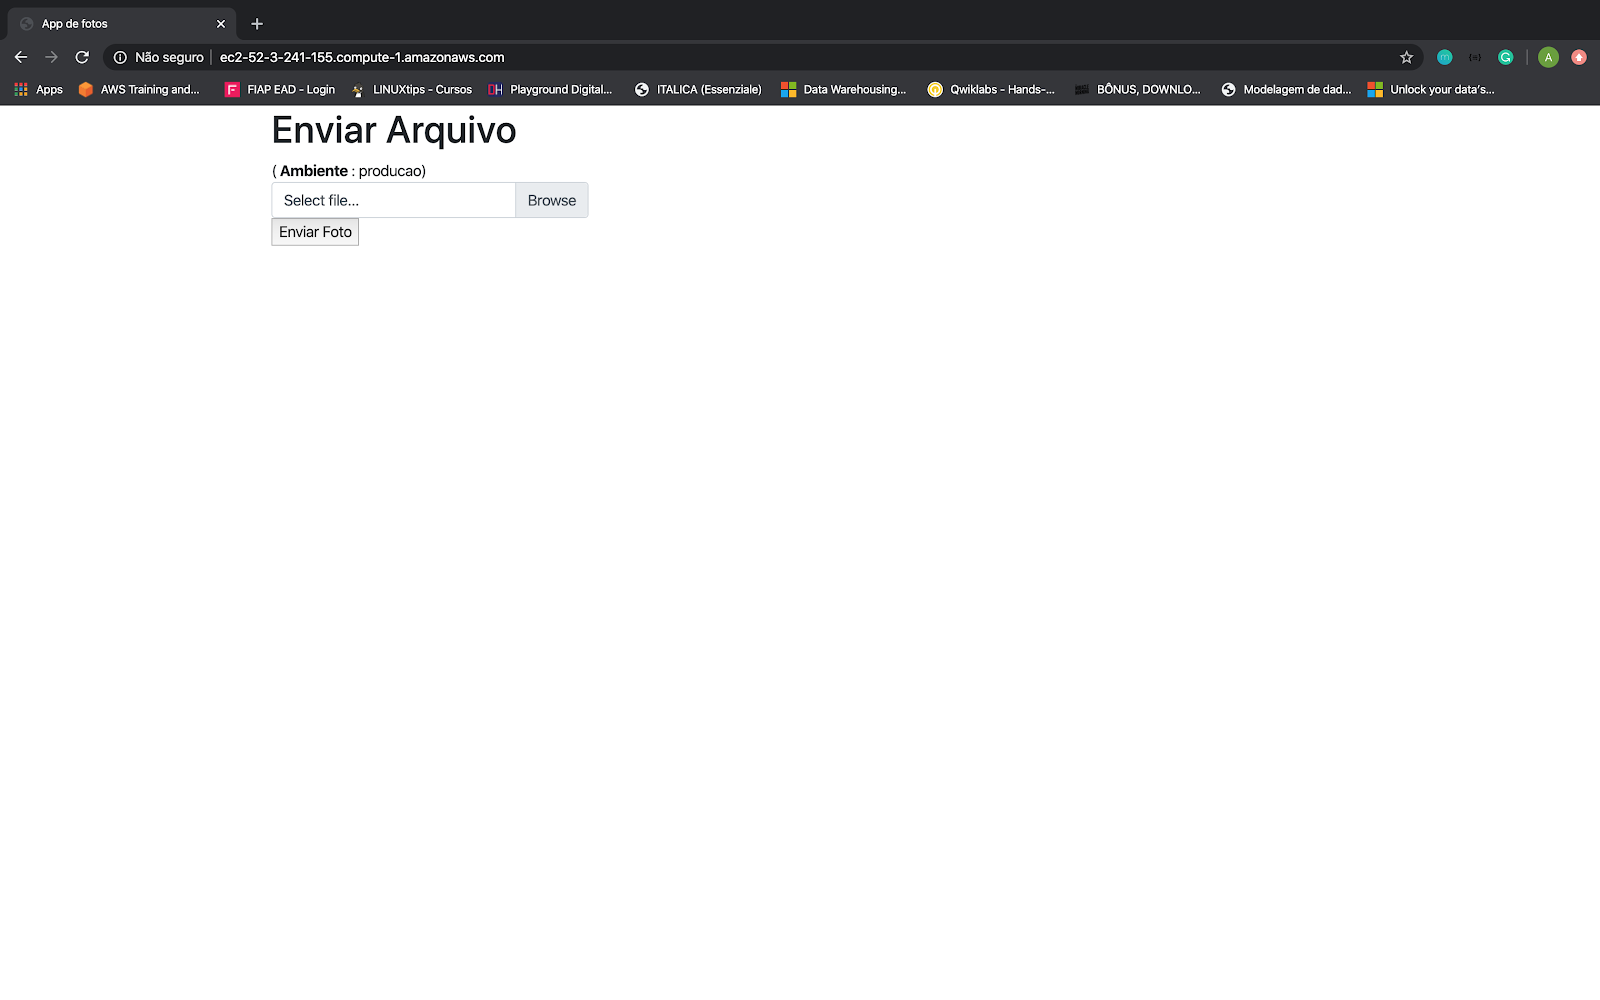 App de fotos
Não seguro ec2-52-3-241-155.compute-1.amazonaws.com A
Apps AWS Training and... FIAP EAD - Login LINUXtips - Cursos Playground Digital... ITALICA (Essenziale) Data Warehousing... Qwiklabs - Hands-... BÔNUS, DOWNLO... Modelagem de dad... Unlock your data's...
Enviar Arquivo
( Ambiente : producao)
Select file... Browse
Enviar Foto